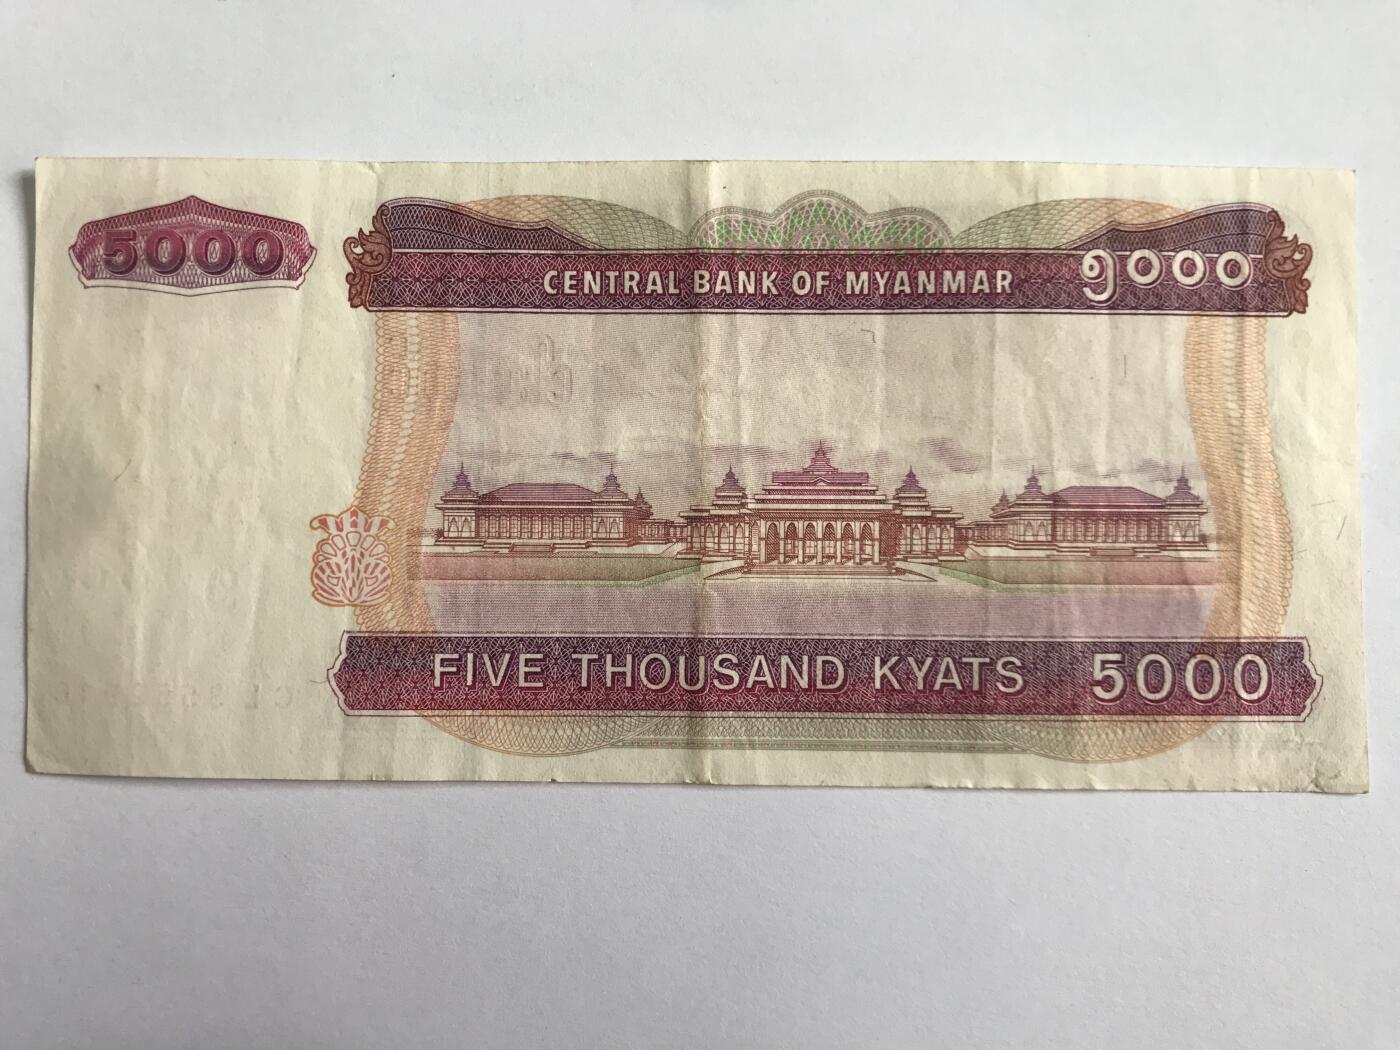 5000
CENTRAL BANK OF MYANMAR ၅၀၀၀
FIVE THOUSAND KYATS 5000